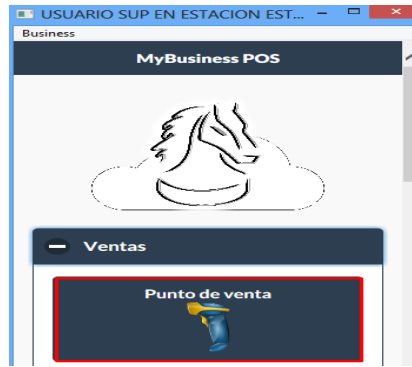 USUARIO SUP EN ESTACION EST...
Business
MyBusiness POS
Ventas
Punto de venta